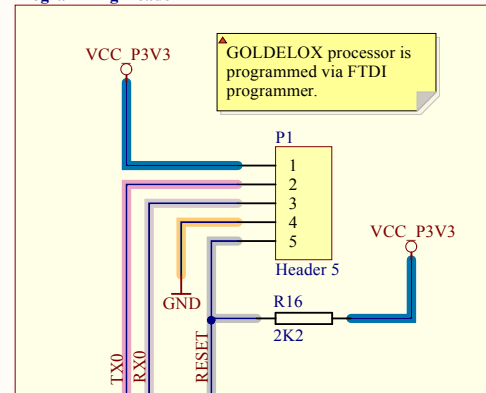 VCC_P3V3
GOLDELOX processor is
programmed via FTDI
programmer.
P1
1
2
3
4
5
Header 5
VCC_P3V3
GND
R16
2K2
TX0
RX0
RESET